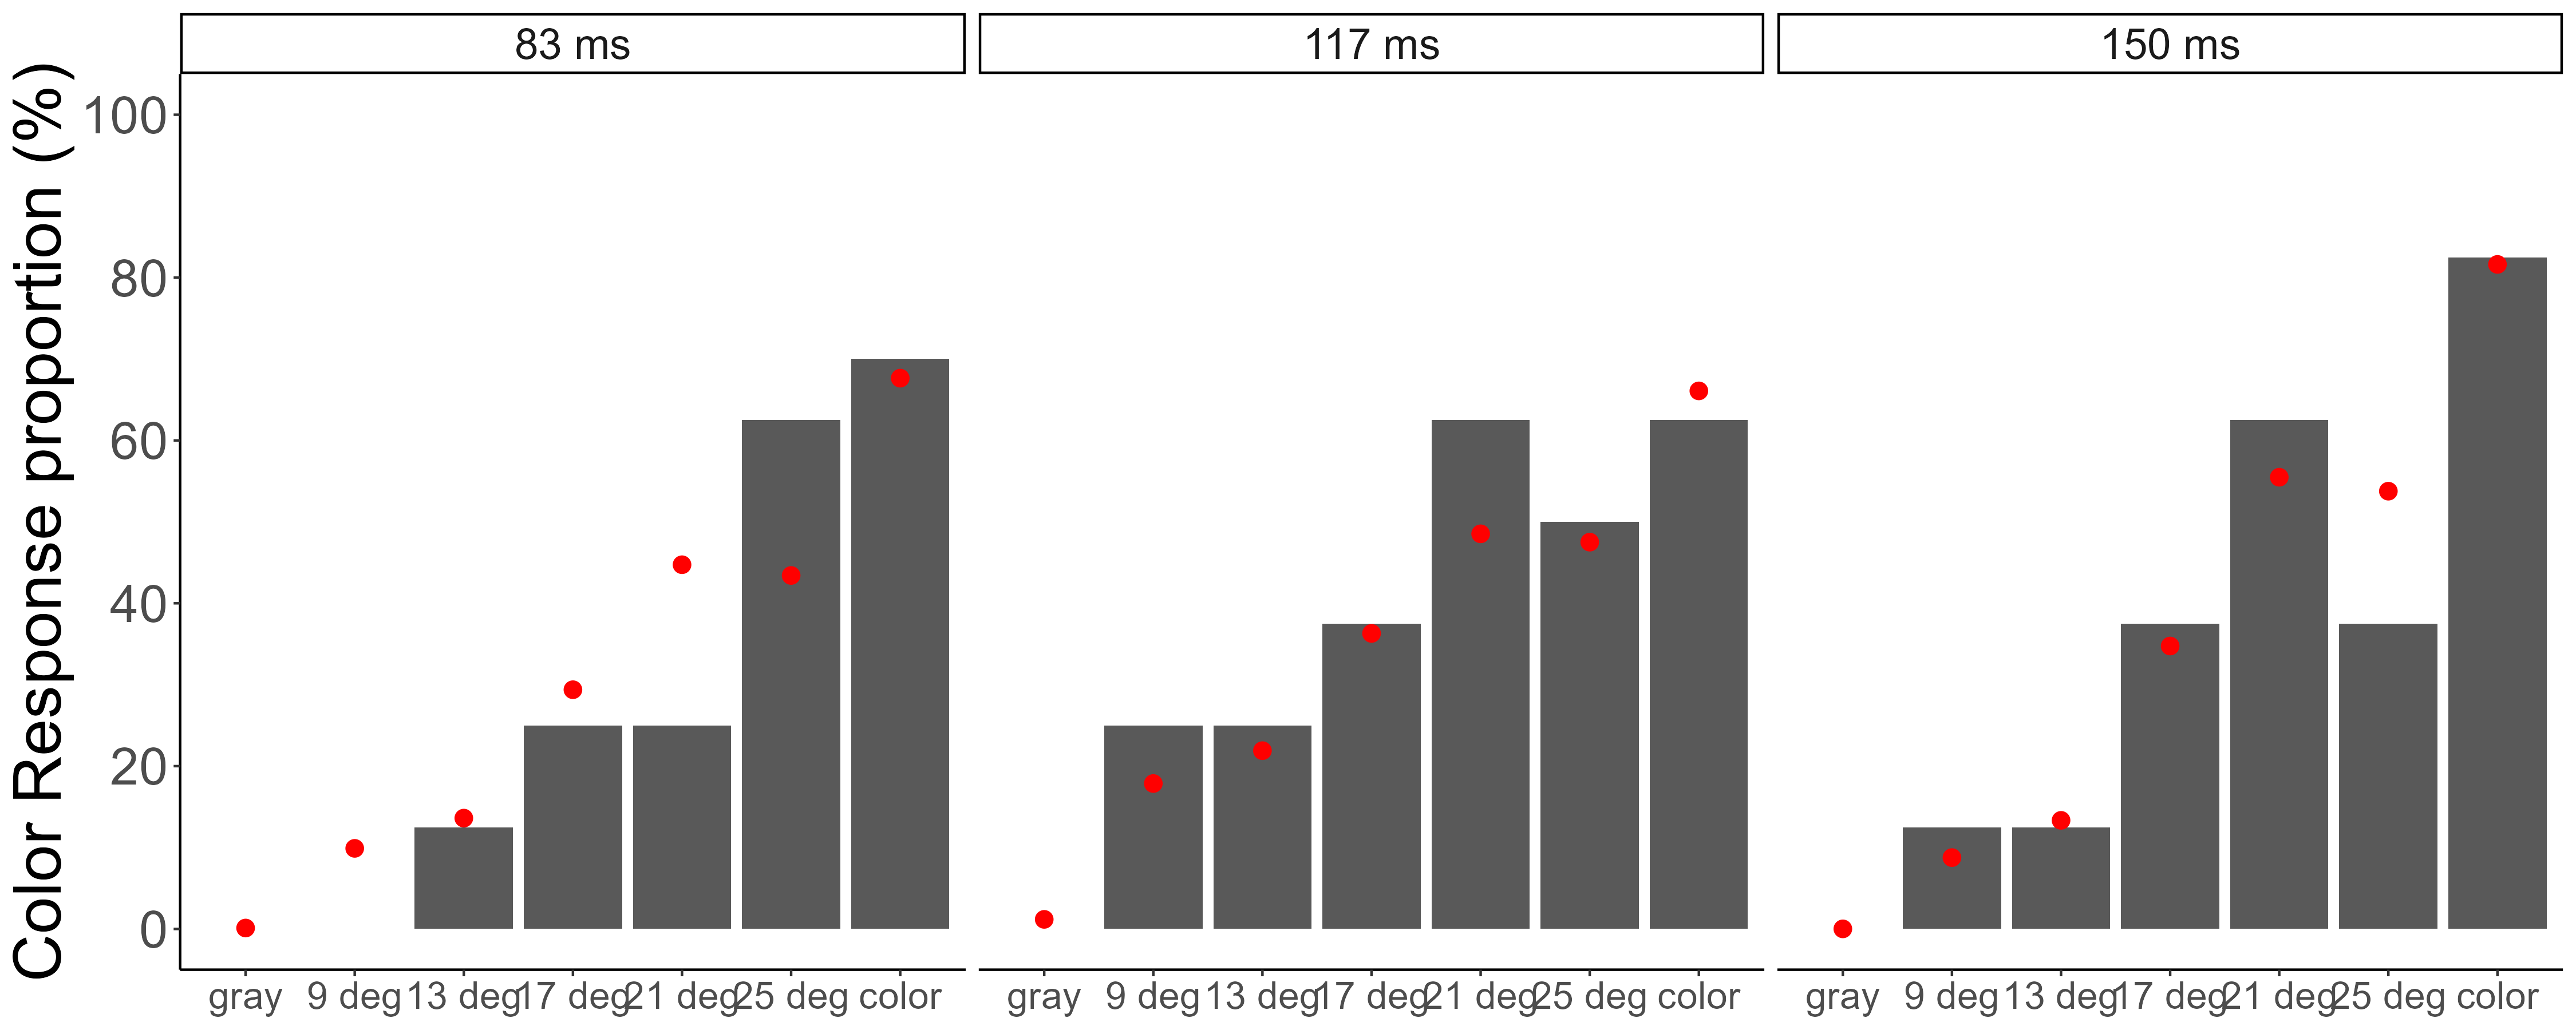 83 ms
117 ms
150 ms
Color Response proportion (%)
100
80
60
40
20
0
gray 9 deg 13 deg 17 deg 21 deg 25 deg color
gray 9 deg 13 deg 17 deg 21 deg 25 deg color
gray 9 deg 13 deg 17 deg 21 deg 25 deg color